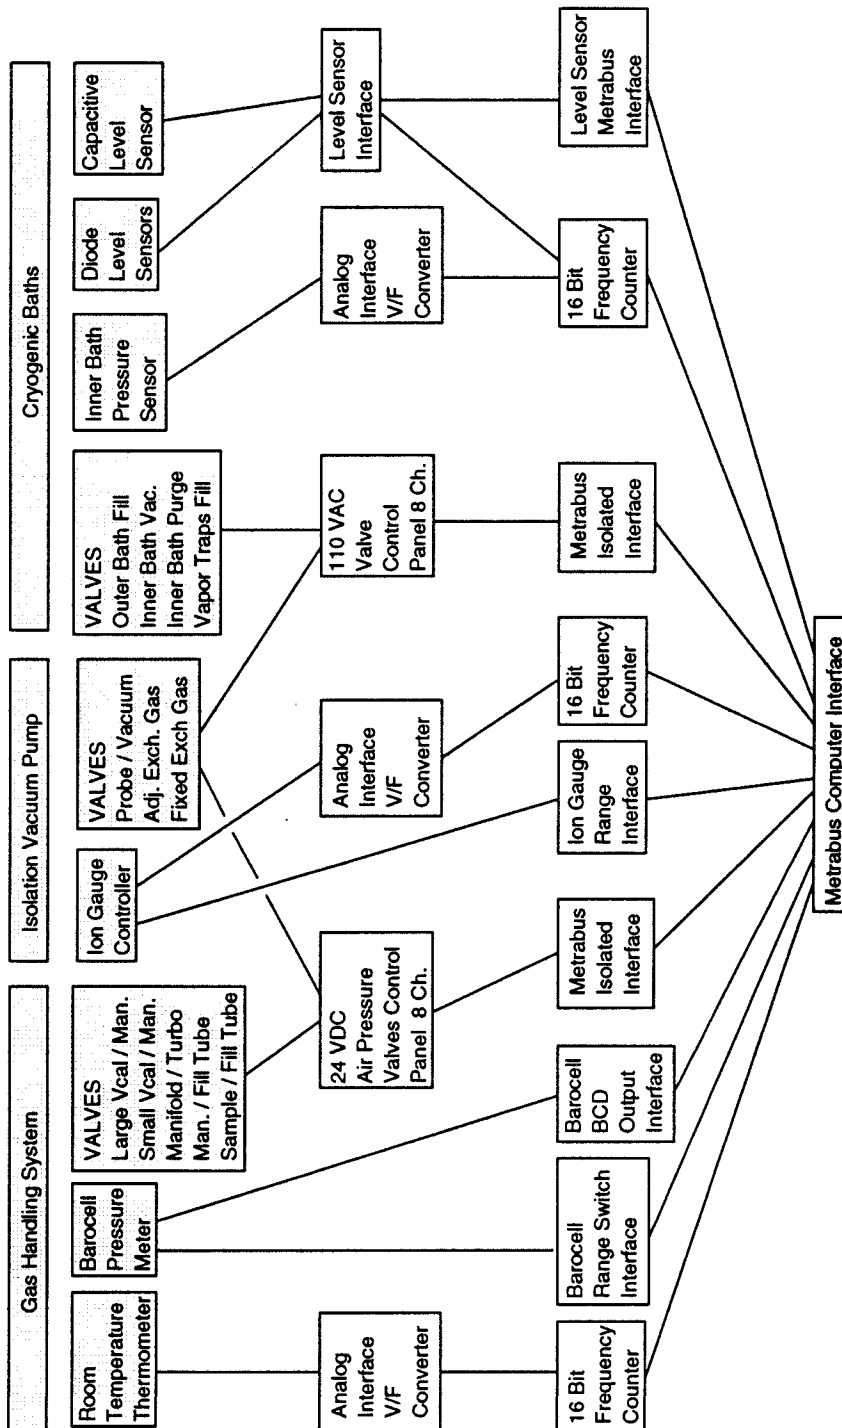 Gas Handling System
Isolation Vacuum Pump
Cryogenic Baths
Room
Temperature
Thermometer
Barocell
Pressure
Meter
VALVES
Large Vcal / Man.
Small Vcal / Man.
Manifold / Turbo
Man. / Fill Tube
Sample / Fill Tube
Ion Gauge
Controller
VALVES
Probe / Vacuum
Adj. Exch. Gas
Fixed Exch Gas
VALVES
Outer Bath Fill
Inner Bath Vac.
Inner Bath Purge
Vapor Traps Fill
Inner Bath
Pressure
Sensor
Diode
Level
Sensors
Capacitive
Level
Sensor
Analog
Interface
V/F
Converter
24 VDC
Air Pressure
Valves Control
Panel 8 Ch.
Analog
Interface
V/F
Converter
110 VAC
Valve
Control
Panel 8 Ch.
Analog
Interface
V/F
Converter
Level Sensor
Interface
16 Bit
Frequency
Counter
Barocell
Range Switch
Interface
Barocell
BCD
Output
Interface
Metrabus
Isolated
Interface
Ion Gauge
Range
Interface
16 Bit
Frequency
Counter
Metrabus
Isolated
Interface
16 Bit
Frequency
Counter
Level Sensor
Metrabus
Interface
Metrabus Computer Interface